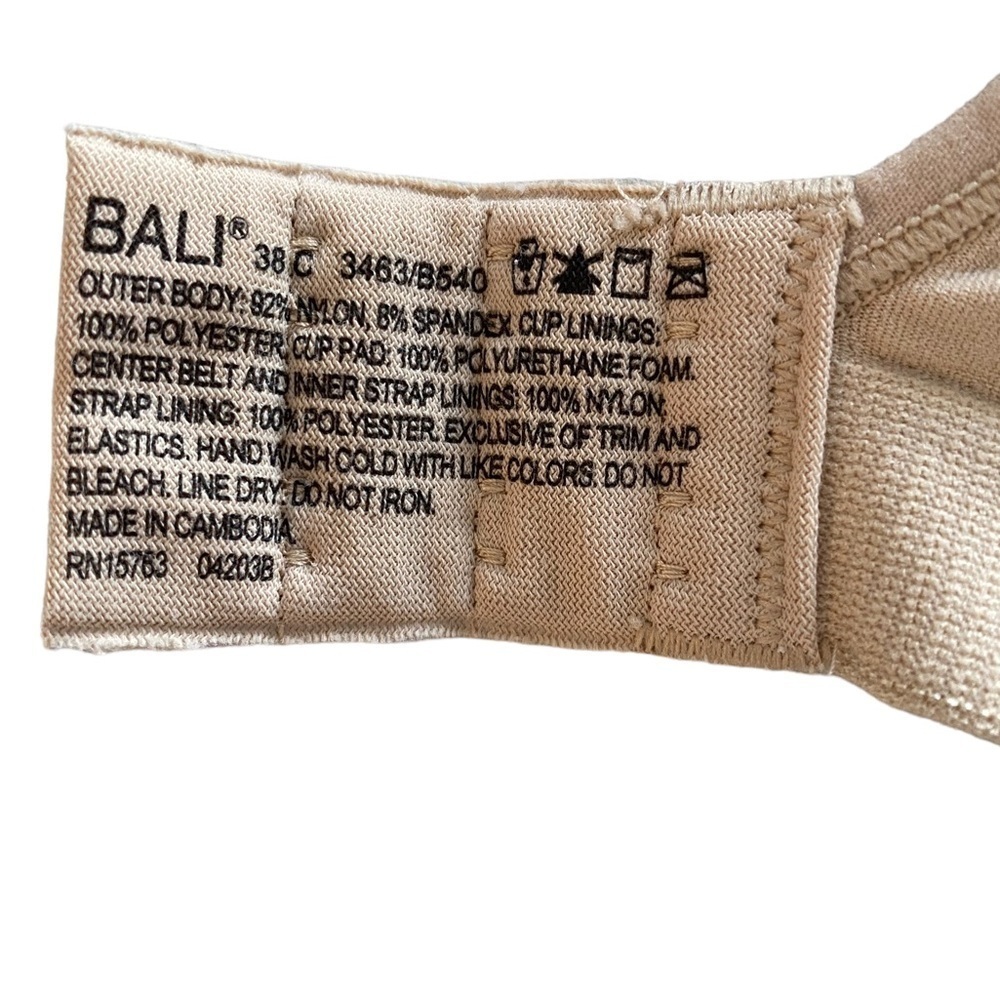 BALI® 38 C 3463/B540
OUTER BODY: 92% NYLON, 8% SPANDEX. CUP LININGS:
100% POLYESTER. CUP PAD: 100% POLYURETHANE FOAM.
CENTER BELT AND INNER STRAP LININGS: 100% NYLON.
STRAP LINING: 100% POLYESTER. EXCLUSIVE OF TRIM AND
ELASTICS. HAND WASH COLD WITH LIKE COLORS. DO NOT
BLEACH. LINE DRY. DO NOT IRON.
MADE IN CAMBODIA.
RN15763 04203B